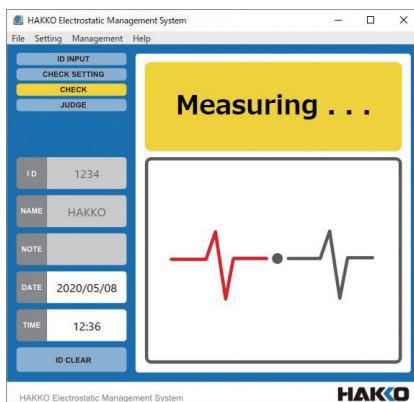 HAKKO Electrostatic Management System
File Setting Management Help
ID INPUT
CHECK SETTING
CHECK
JUDGE
Measuring . . .
ID 1234
NAME HAKKO
NOTE
DATE 2020/05/08
TIME 12:36
ID CLEAR
HAKKO Electrostatic Management System
HAKKO